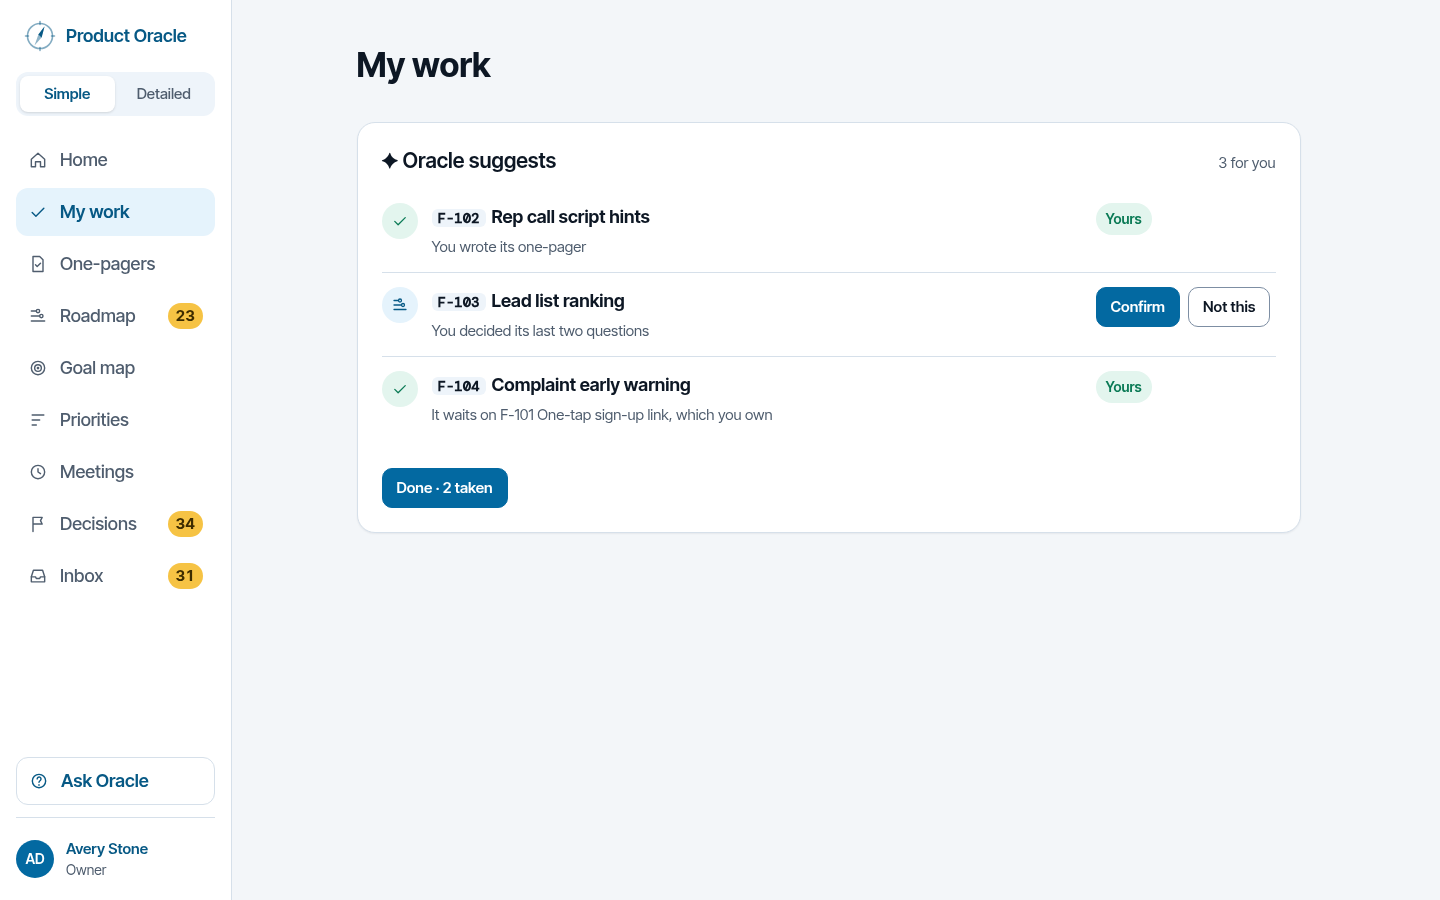 Product Oracle
Simple
Detailed
Home
My work
One-pagers
Roadmap 23
Goal map
Priorities
Meetings
Decisions 34
Inbox 31
Ask Oracle
AD
Avery Stone
Owner
My work
Oracle suggests
3 for you
F-102 Rep call script hints
You wrote its one-pager
Yours
F-103 Lead list ranking
You decided its last two questions
Confirm
Not this
F-104 Complaint early warning
It waits on F-101 One-tap sign-up link, which you own
Yours
Done · 2 taken